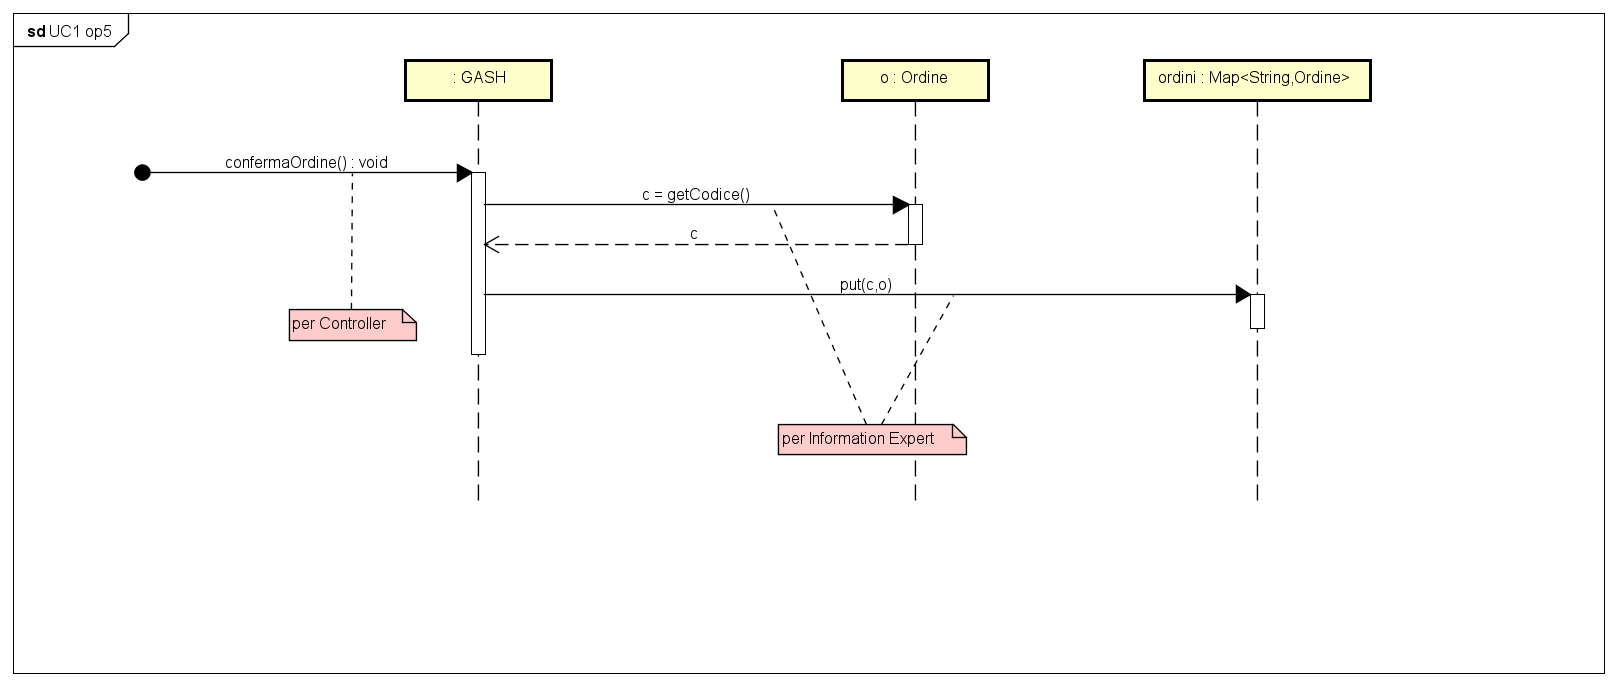 sd UC1 op5
: GASH
o : Ordine
ordini : Map<String,Ordine>
confermaOrdine() : void
c = getCodice()
c
put(c,o)
per Controller
per Information Expert